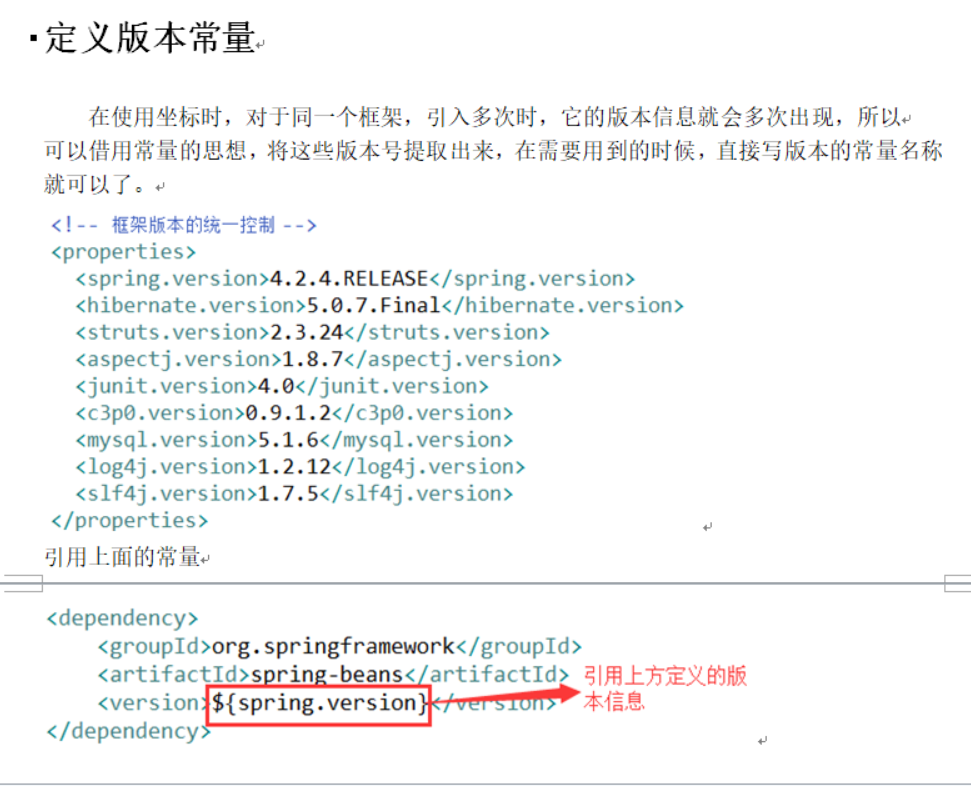 定义版本常量
在使用坐标时，对于同一个框架，引入多次时，它的版本信息就会多次出现，所以
可以借用常量的思想，将这些版本号提取出来，在需要用到的时候，直接写版本的常量名称
就可以了。
<!-- 框架版本的统一控制 -->
<properties>
<spring.version>4.2.4.RELEASE</spring.version>
<hibernate.version>5.0.7.Final</hibernate.version>
<struts.version>2.3.24</struts.version>
<aspectj.version>1.8.7</aspectj.version>
<junit.version>4.0</junit.version>
<c3p0.version>0.9.1.2</c3p0.version>
<mysql.version>5.1.6</mysql.version>
<log4j.version>1.2.12</log4j.version>
<slf4j.version>1.7.5</slf4j.version>
</properties>
引用上面的常量
<dependency>
<groupId>org.springframework</groupId>
<artifactId>spring-beans</artifactId>
<version>${spring.version}</version>
</dependency>
引用上方定义的版
本信息